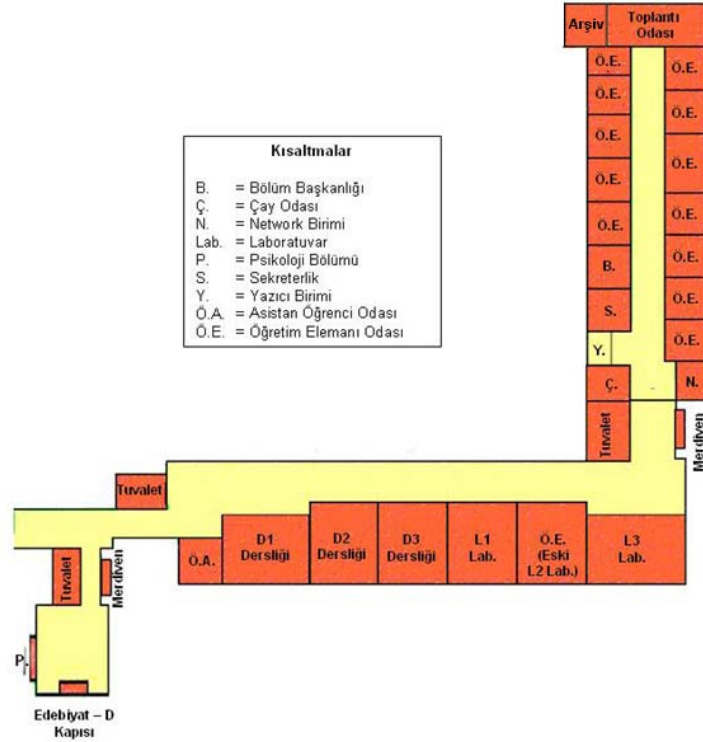 Arşiv
Toplantı
Odası
Ö.E.
Ö.E.
Ö.E.
Ö.E.
Ö.E.
B.
S.
Y.
Ç.
Tuvalet
Ö.E.
Ö.E.
Ö.E.
Ö.E.
Ö.E.
Ö.E.
Ö.E.
N.
Merdiven
Kısaltmalar
B. = Bölüm Başkanlığı
Ç. = Çay Odası
N. = Network Birimi
Lab. = Laboratuvar
P. = Psikoloji Bölümü
S. = Sekreterlik
Y. = Yazıcı Birimi
Ö.A. = Asistan Öğrenci Odası
Ö.E. = Öğretim Elemanı Odası
Tuvalet
Ö.A.
D1
Dersliği
D2
Dersliği
D3
Dersliği
L1
Lab.
Ö.E.
(Eski
L2 Lab.)
L3
Lab.
Tuvalet
Merdiven
P.
Edebiyat – D
Kapısı